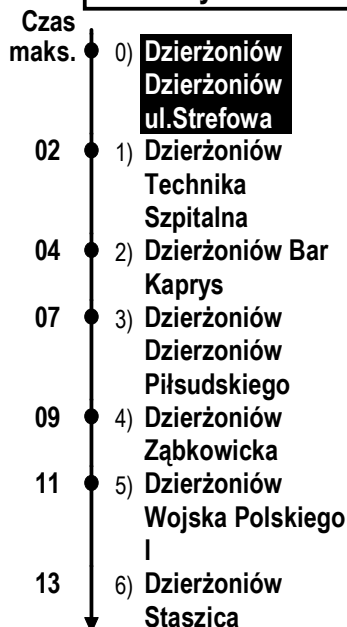 Czas
maks.
0) Dzierżoniów
Dzierżoniów
ul.Strefowa
02 1) Dzierżoniów
Technika
Szpitalna
04 2) Dzierżoniów Bar
Kaprys
07 3) Dzierżoniów
Dzierzoniów
Piłsudskiego
09 4) Dzierżoniów
Ząbkowicka
11 5) Dzierżoniów
Wojska Polskiego
I
13 6) Dzierżoniów
Staszica